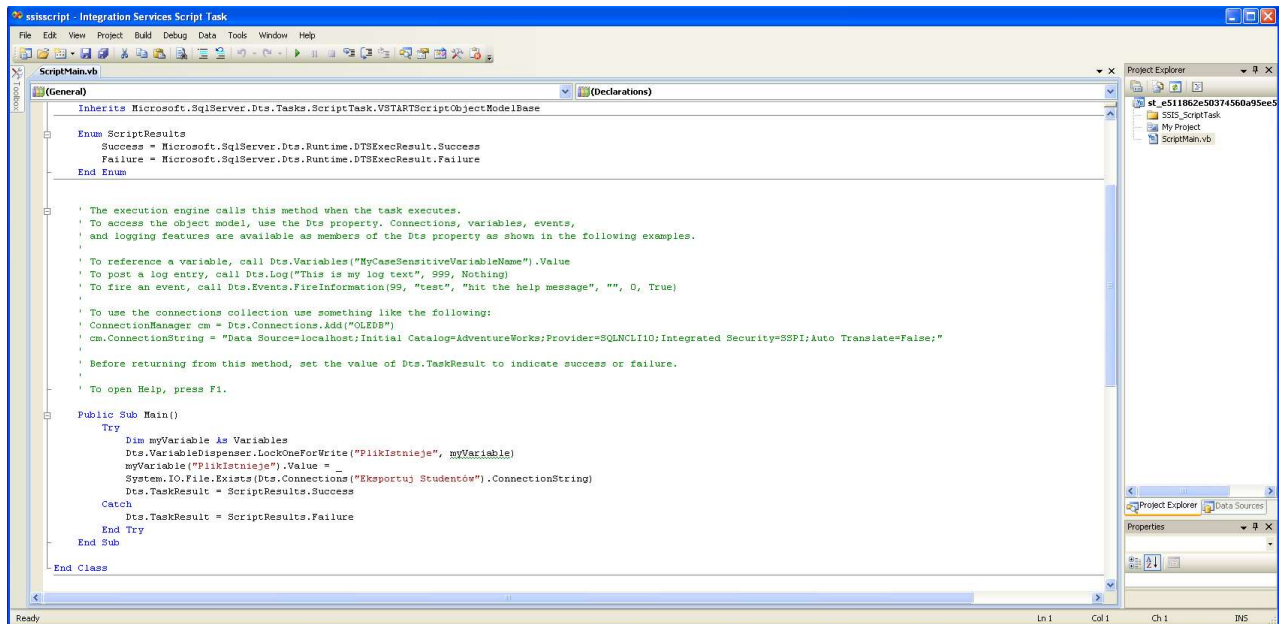 ssisscript - Integration Services Script Task
File Edit View Project Build Debug Data Tools Window Help
Toolbox
ScriptMain.vb
(General) (Declarations)
Inherits Microsoft.SqlServer.Dts.Tasks.ScriptTask.VSTARTScriptObjectModelBase
Enum ScriptResults
Success = Microsoft.SqlServer.Dts.Runtime.DTSExecResult.Success
Failure = Microsoft.SqlServer.Dts.Runtime.DTSExecResult.Failure
End Enum
' The execution engine calls this method when the task executes.
' To access the object model, use the Dts property. Connections, variables, events,
' and logging features are available as members of the Dts property as shown in the following examples.
'
' To reference a variable, call Dts.Variables("MyCaseSensitiveVariableName").Value
' To post a log entry, call Dts.Log("This is my log text", 999, Nothing)
' To fire an event, call Dts.Events.FireInformation(99, "test", "hit the help message", "", 0, True)
'
' To use the connections collection use something like the following:
' ConnectionManager cm = Dts.Connections.Add("OLEDB")
' cm.ConnectionString = "Data Source=localhost;Initial Catalog=AdventureWorks;Provider=SQLNCLI10;Integrated Security=SSPI;Auto Translate=False;"
'
' Before returning from this method, set the value of Dts.TaskResult to indicate success or failure.
'
' To open Help, press F1.
Public Sub Main()
Try
Dim myVariable As Variables
Dts.VariableDispenser.LockOneForWrite("PlikIstnieje", myVariable)
myVariable("PlikIstnieje").Value = _
System.IO.File.Exists(Dts.Connections("Eksportuj Studentów").ConnectionString)
Dts.TaskResult = ScriptResults.Success
Catch
Dts.TaskResult = ScriptResults.Failure
End Try
End Sub
End Class
Project Explorer
st_e511862e50374560a95ee5
SSIS_ScriptTask
My Project
ScriptMain.vb
Project Explorer Data Sources
Properties
Ready Ln 1 Col 1 Ch 1 INS